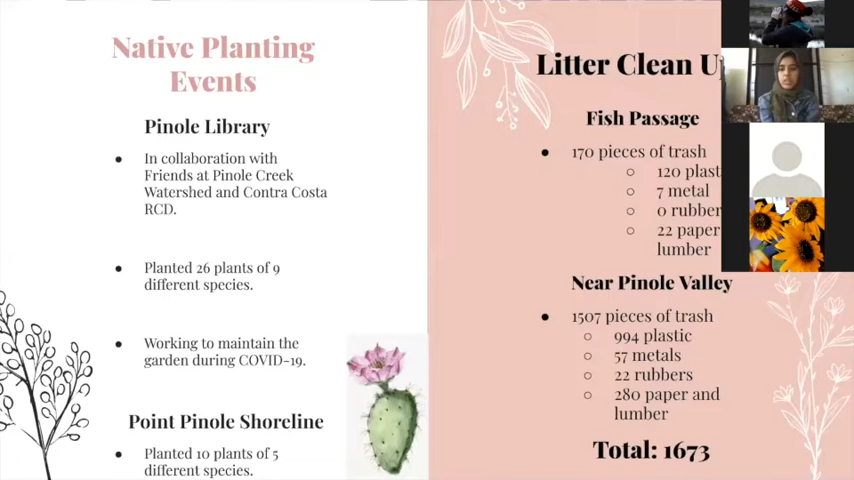 Native Planting
Events
Pinole Library
● In collaboration with
Friends at Pinole Creek
Watershed and Contra Costa
RCD.
● Planted 26 plants of 9
different species.
● Working to maintain the
garden during COVID-19.
Point Pinole Shoreline
● Planted 10 plants of 5
different species.
Litter Clean U
Fish Passage
● 170 pieces of trash
○ 120 plast
○ 7 metal
○ 0 rubber
○ 22 paper
lumber
Near Pinole Valley
● 1507 pieces of trash
○ 994 plastic
○ 57 metals
○ 22 rubbers
○ 280 paper and
lumber
Total: 1673